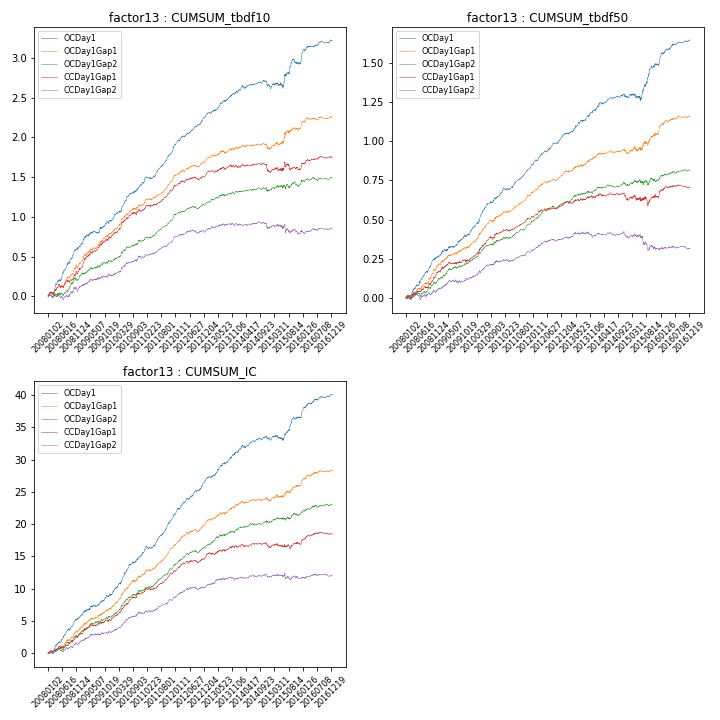 factor13 : CUMSUM_tbdf10
OCDay1
OCDay1Gap1
OCDay1Gap2
CCDay1Gap1
CCDay1Gap2
3.0
2.5
2.0
1.5
1.0
0.5
0.0
20080102 20080616 20081124 20090507 20091019 20100329 20100903 20110223 20110801 20120111 20120627 20121204 20130523 20131106 20140417 20140923 20150311 20150814 20160126 20160708 20161219
factor13 : CUMSUM_tbdf50
OCDay1
OCDay1Gap1
OCDay1Gap2
CCDay1Gap1
CCDay1Gap2
1.50
1.25
1.00
0.75
0.50
0.25
0.00
20080102 20080616 20081124 20090507 20091019 20100329 20100903 20110223 20110801 20120111 20120627 20121204 20130523 20131106 20140417 20140923 20150311 20150814 20160126 20160708 20161219
factor13 : CUMSUM_IC
OCDay1
OCDay1Gap1
OCDay1Gap2
CCDay1Gap1
CCDay1Gap2
40
35
30
25
20
15
10
5
0
20080102 20080616 20081124 20090507 20091019 20100329 20100903 20110223 20110801 20120111 20120627 20121204 20130523 20131106 20140417 20140923 20150311 20150814 20160126 20160708 20161219